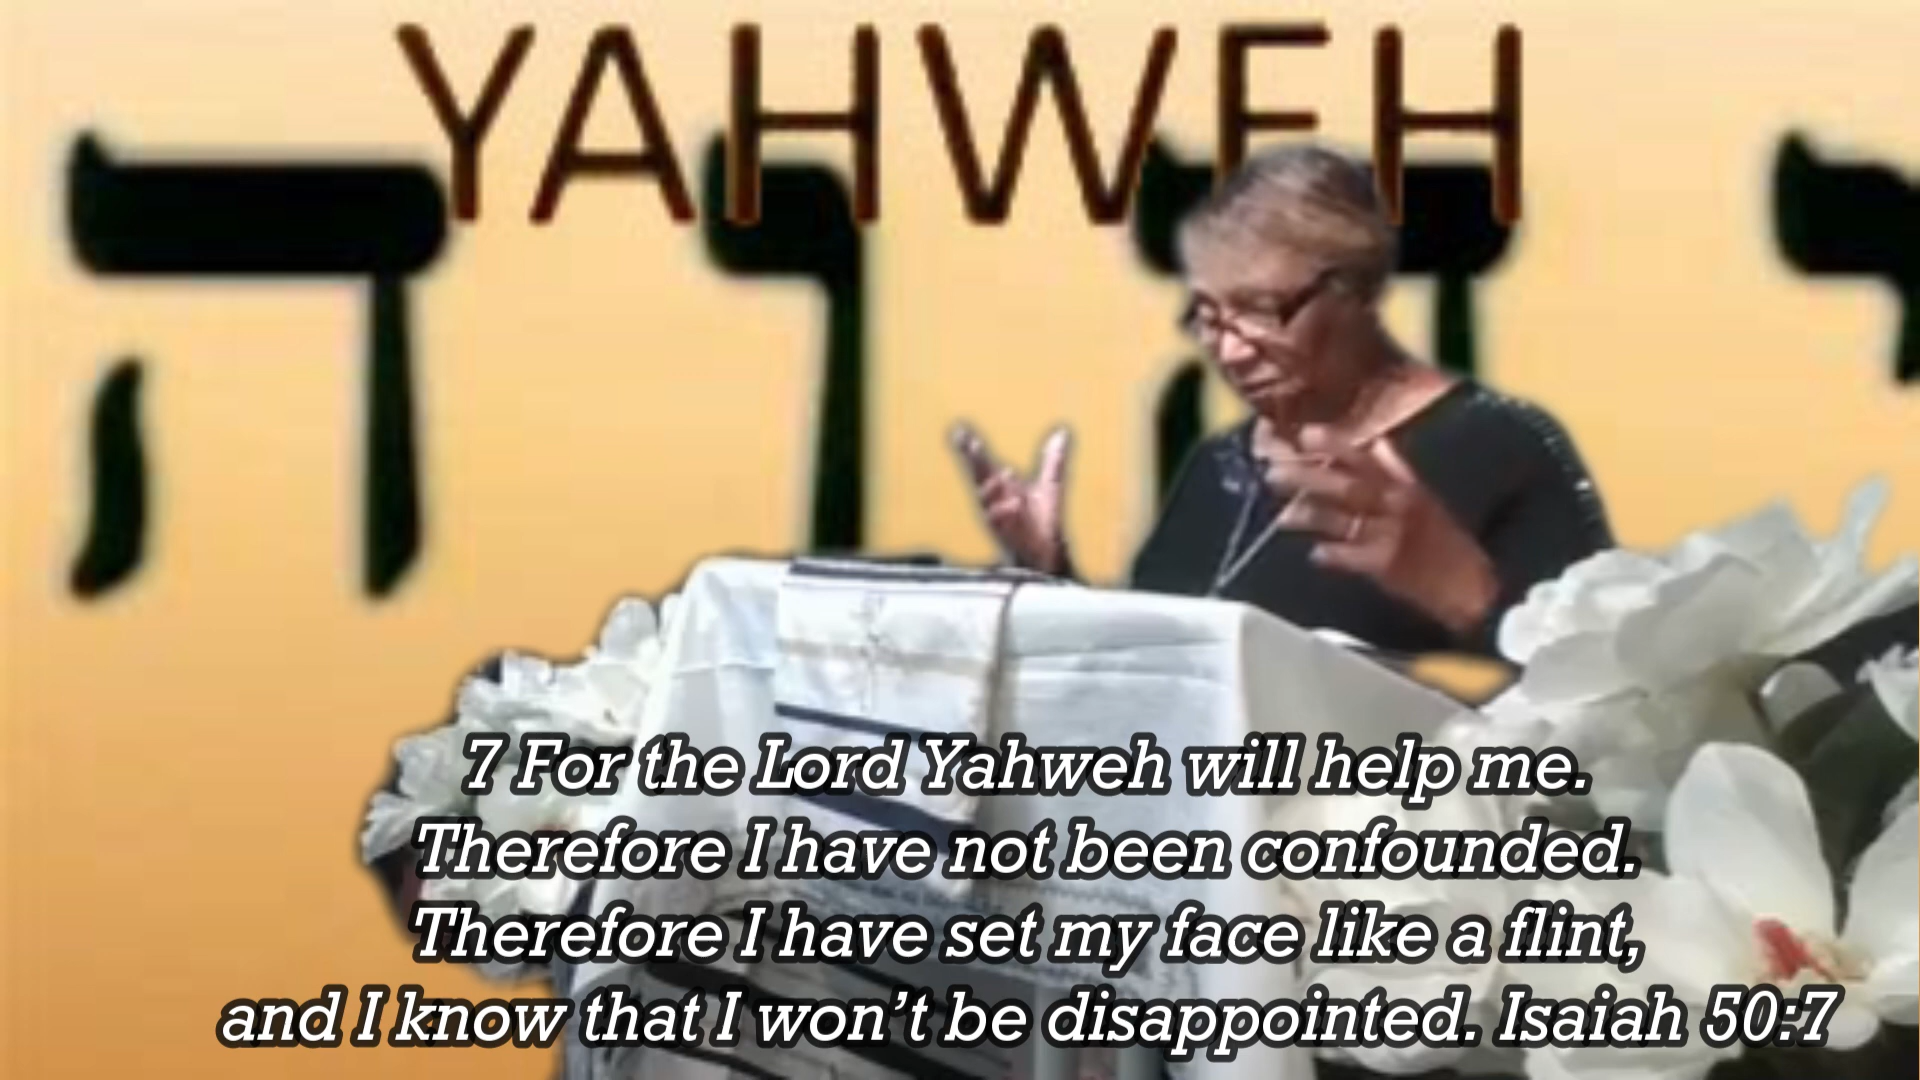 YAHWEH
יהוה
7 For the Lord Yahweh will help me.
Therefore I have not been confounded.
Therefore I have set my face like a flint,
and I know that I won’t be disappointed. Isaiah 50:7